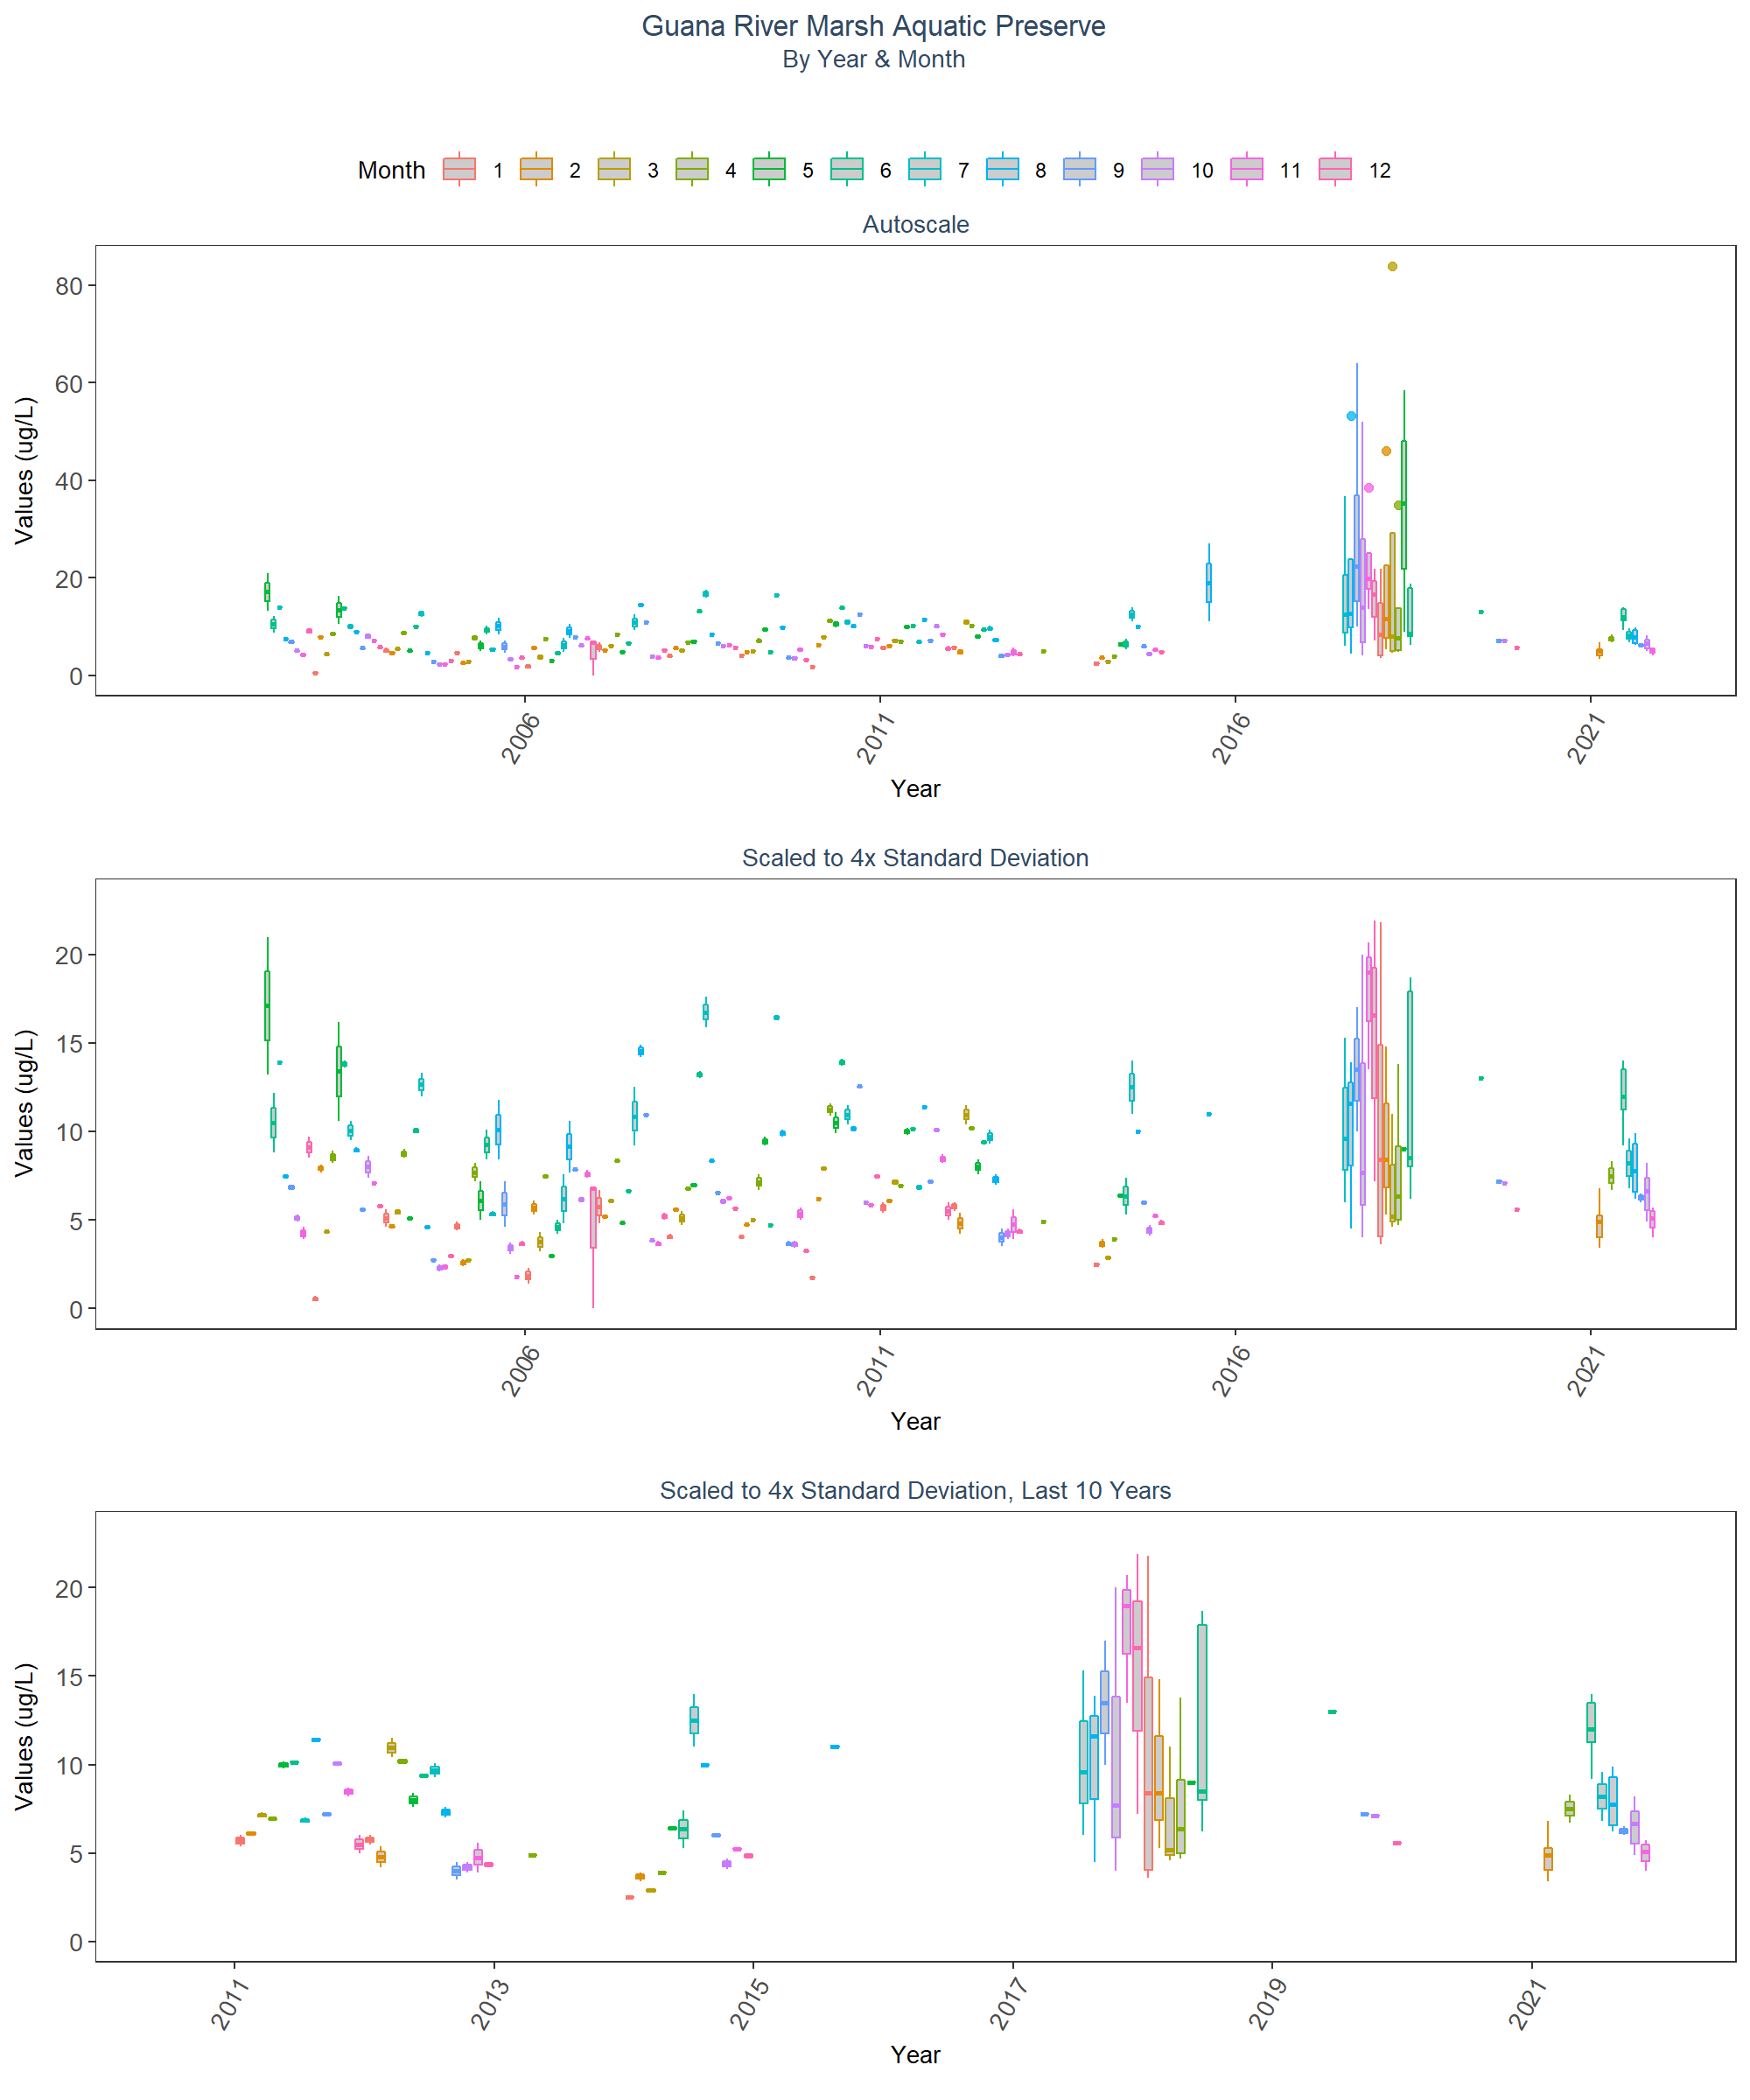 Guana River Marsh Aquatic Preserve
By Year & Month
Month 1 2 3 4 5 6 7 8 9 10 11 12
Autoscale
Values (ug/L)
80
60
40
20
0
2006 2011 2016 2021
Year
Scaled to 4x Standard Deviation
Values (ug/L)
20
15
10
5
0
2006 2011 2016 2021
Year
Scaled to 4x Standard Deviation, Last 10 Years
Values (ug/L)
20
15
10
5
0
2011 2013 2015 2017 2019 2021
Year